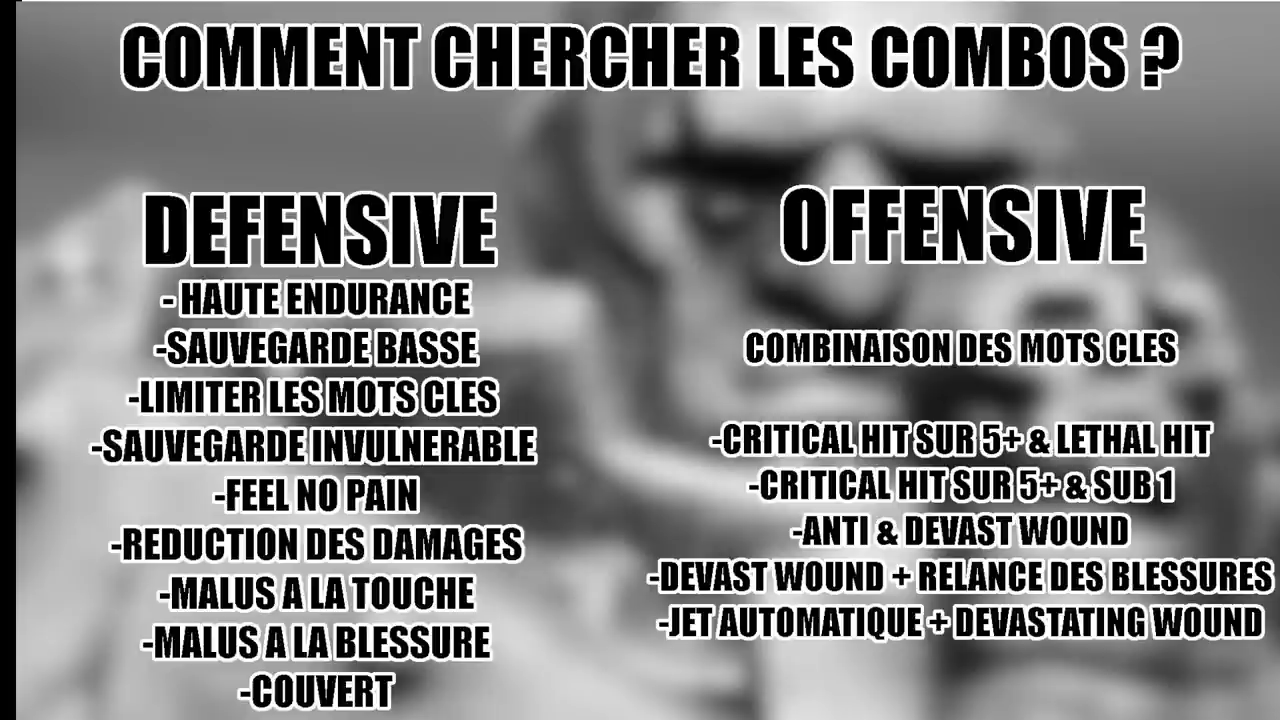 COMMENT CHERCHER LES COMBOS ?
DEFENSIVE
- HAUTE ENDURANCE
-SAUVEGARDE BASSE
-LIMITER LES MOTS CLES
-SAUVEGARDE INVULNERABLE
-FEEL NO PAIN
-REDUCTION DES DAMAGES
-MALUS A LA TOUCHE
-MALUS A LA BLESSURE
-COUVERT
OFFENSIVE
COMBINAISON DES MOTS CLES
-CRITICAL HIT SUR 5+ & LETHAL HIT
-CRITICAL HIT SUR 5+ & SUB 1
-ANTI & DEVAST WOUND
-DEVAST WOUND + RELANCE DES BLESSURES
-JET AUTOMATIQUE + DEVASTATING WOUND